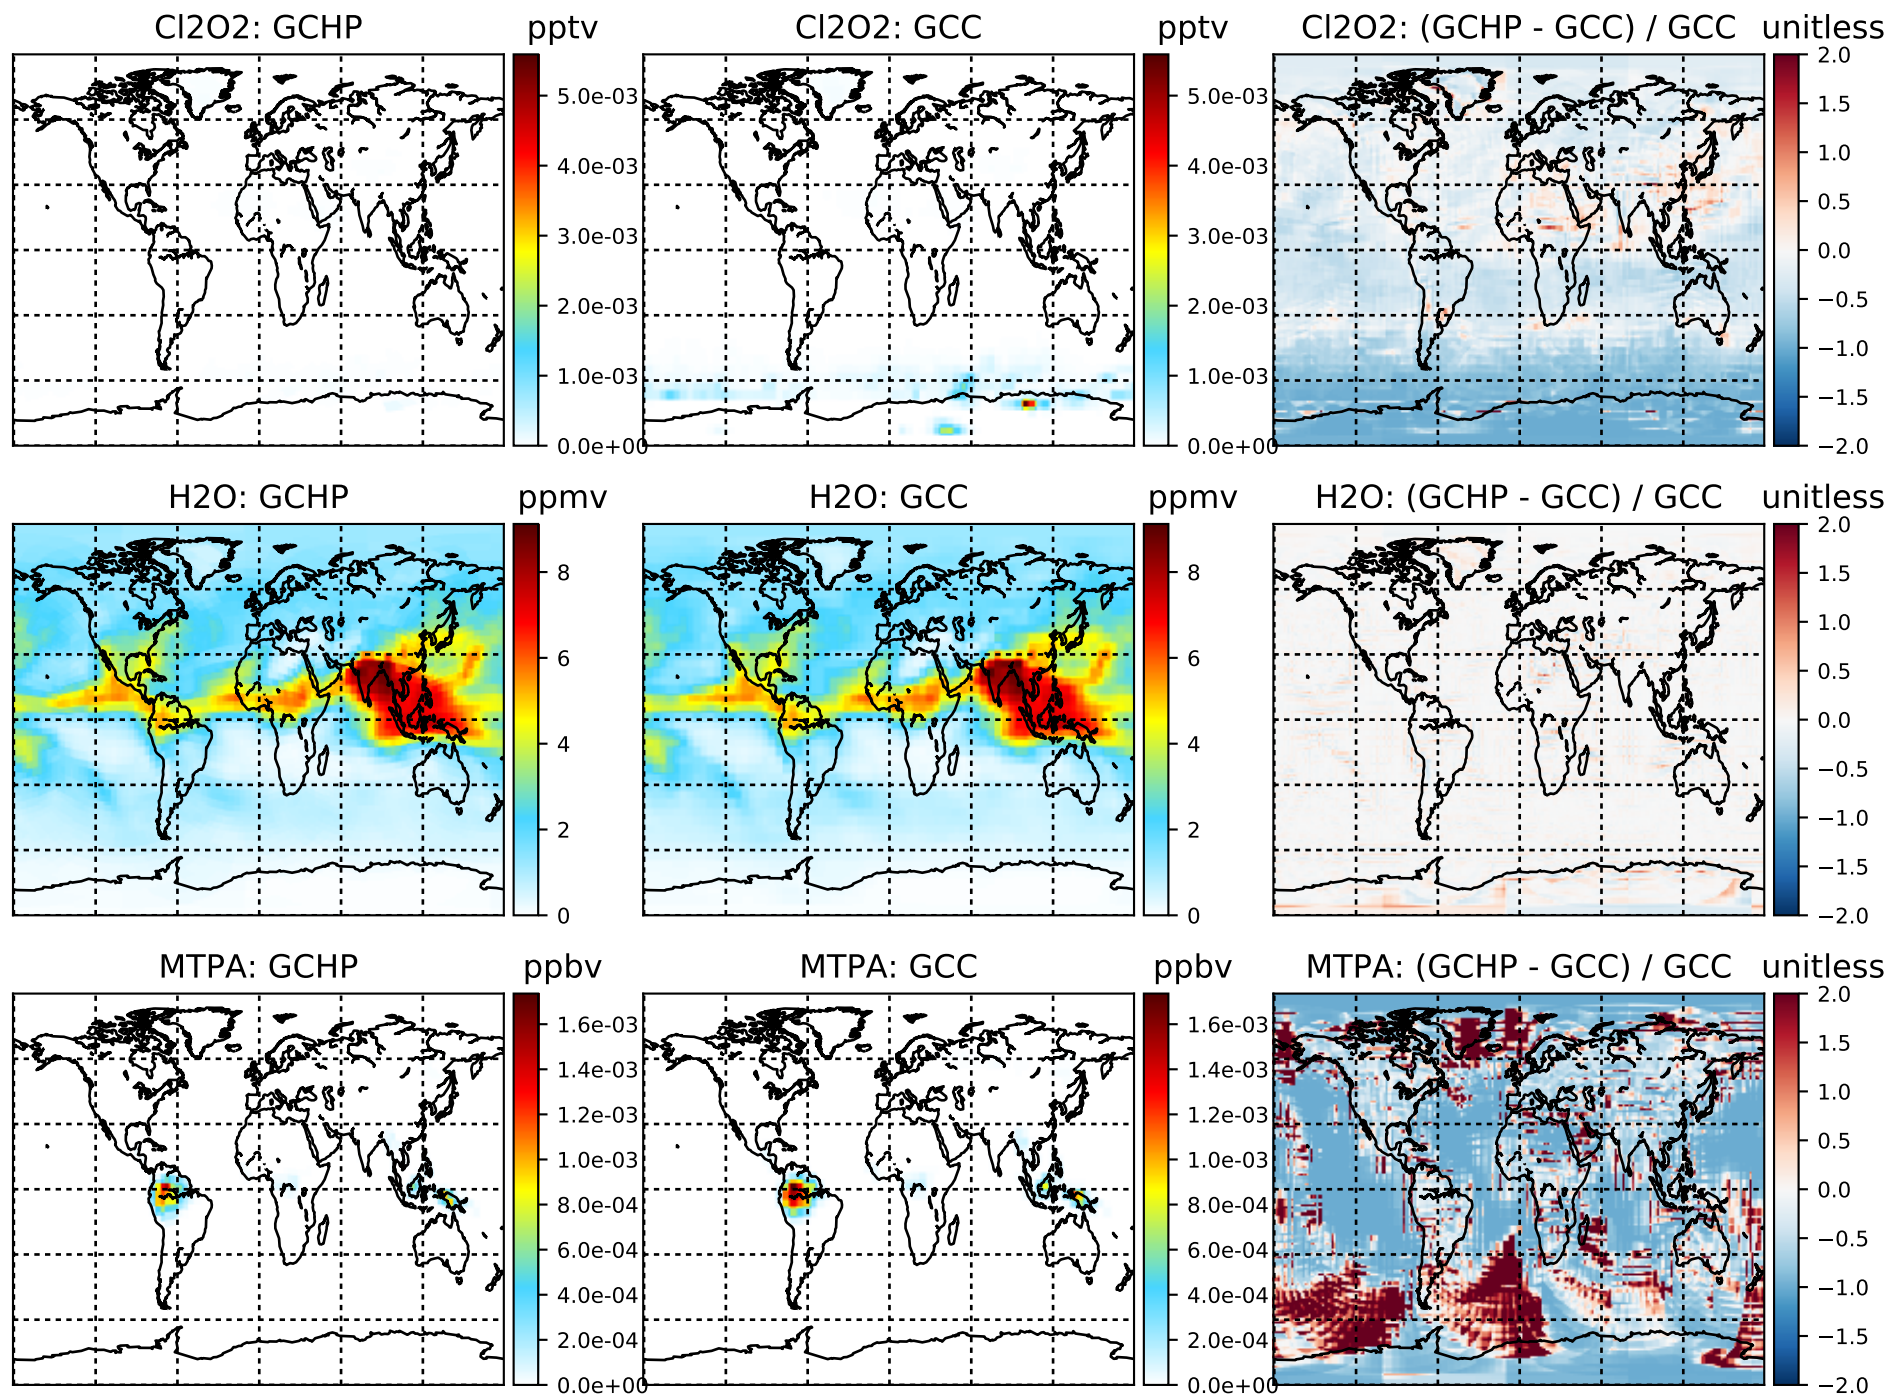 Cl2O2: GCHP pptv Cl2O2: GCC pptv Cl2O2: (GCHP - GCC) / GCC unitless
5.0e-03
4.0e-03
3.0e-03
2.0e-03
1.0e-03
0.0e+00
5.0e-03
4.0e-03
3.0e-03
2.0e-03
1.0e-03
0.0e+00
2.0
1.5
1.0
0.5
0.0
−0.5
−1.0
−1.5
−2.0
H2O: GCHP ppmv H2O: GCC ppmv H2O: (GCHP - GCC) / GCC unitless
8
6
4
2
0
8
6
4
2
0
2.0
1.5
1.0
0.5
0.0
−0.5
−1.0
−1.5
−2.0
MTPA: GCHP ppbv MTPA: GCC ppbv MTPA: (GCHP - GCC) / GCC unitless
1.6e-03
1.4e-03
1.2e-03
1.0e-03
8.0e-04
6.0e-04
4.0e-04
2.0e-04
0.0e+00
1.6e-03
1.4e-03
1.2e-03
1.0e-03
8.0e-04
6.0e-04
4.0e-04
2.0e-04
0.0e+00
2.0
1.5
1.0
0.5
0.0
−0.5
−1.0
−1.5
−2.0